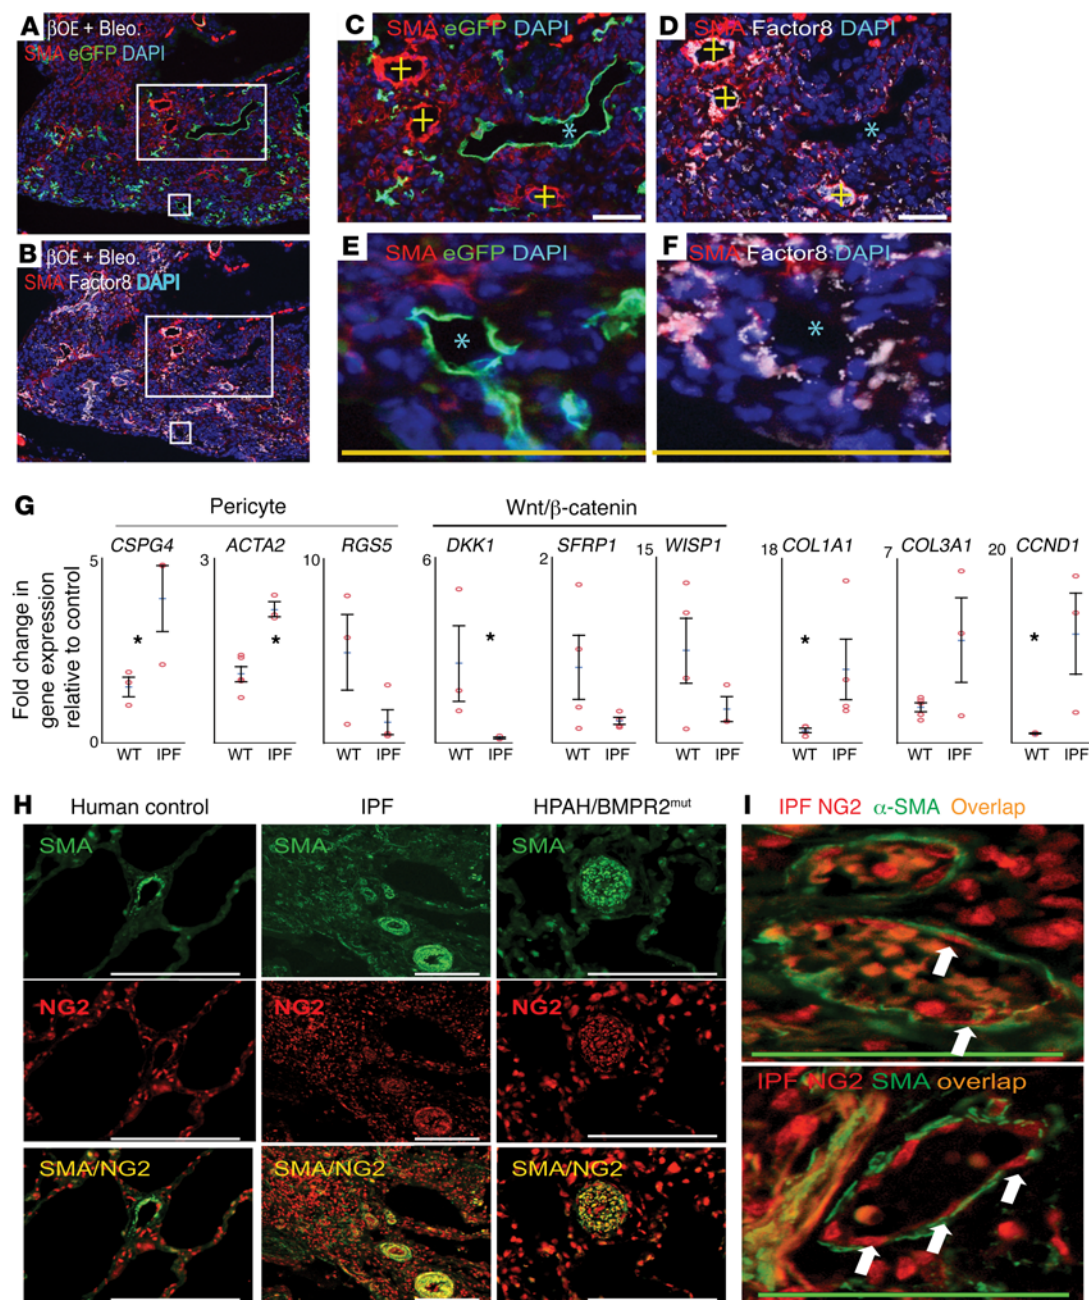 A βOE + Bleo.
SMA eGFP DAPI
B βOE + Bleo.
SMA Factor8 DAPI
C SMA eGFP DAPI
D SMA Factor8 DAPI
E SMA eGFP DAPI
F SMA Factor8 DAPI
G
Pericyte
Wnt/β-catenin
CSPG4 ACTA2 RGS5 DKK1 SFRP1 WISP1 COL1A1 COL3A1 CCND1
5 3 10 6 2 15 18 7 20
Fold change in
gene expression
relative to control
* * * * *
0
WT IPF WT IPF WT IPF WT IPF WT IPF WT IPF WT IPF WT IPF WT IPF
H Human control IPF HPAH/BMPR2mut
SMA SMA SMA
NG2 NG2 NG2
SMA/NG2 SMA/NG2 SMA/NG2
I IPF NG2 α-SMA Overlap
IPF NG2 SMA overlap